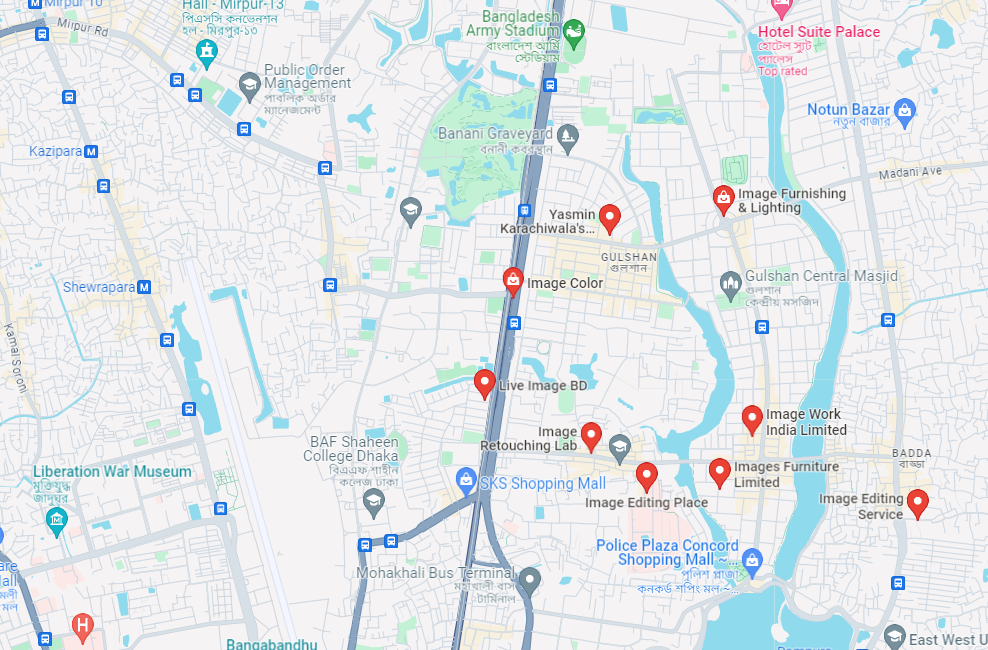 Mirpur 10
Hall - Mirpur-13
পিএসসি কনভেনশন
হল - মিরপুর-১৩
Mirpur Rd
Public Order
Management
পাবলিক অর্ডার
ম্যানেজমেন্ট
Bangladesh
Army Stadium
বাংলাদেশ আর্মি
স্টেডিয়াম
Hotel Suite Palace
হোটেল স্যুট
প্যালেস
Top rated
Notun Bazar
নতুন বাজার
Banani Graveyard
বনানী কবরস্থান
Kazipara
Madani Ave
Image Furnishing
& Lighting
Yasmin
Karachiwala's...
GULSHAN
গুলশান
Gulshan Central Masjid
গুলশান
কেন্দ্রীয় মসজিদ
Shewrapara
Image Color
Kamal Soroni
Live Image BD
Image Work
India Limited
Image
Retouching Lab
BAF Shaheen
College Dhaka
বিএএফ শাহীন
কলেজ ঢাকা
BADDA
বাড্ডা
Liberation War Museum
মুক্তিযুদ্ধ
জাদুঘর
SKS Shopping Mall
Images Furniture
Limited
Image Editing Place
Image Editing
Service
Police Plaza Concord
Shopping Mall ~...
পুলিশ প্লাজা
কনকর্ড শপিং মল ~...
Mohakhali Bus Terminal
মহাখালী বাস
টার্মিনাল
H
Bangabandhu
East West U